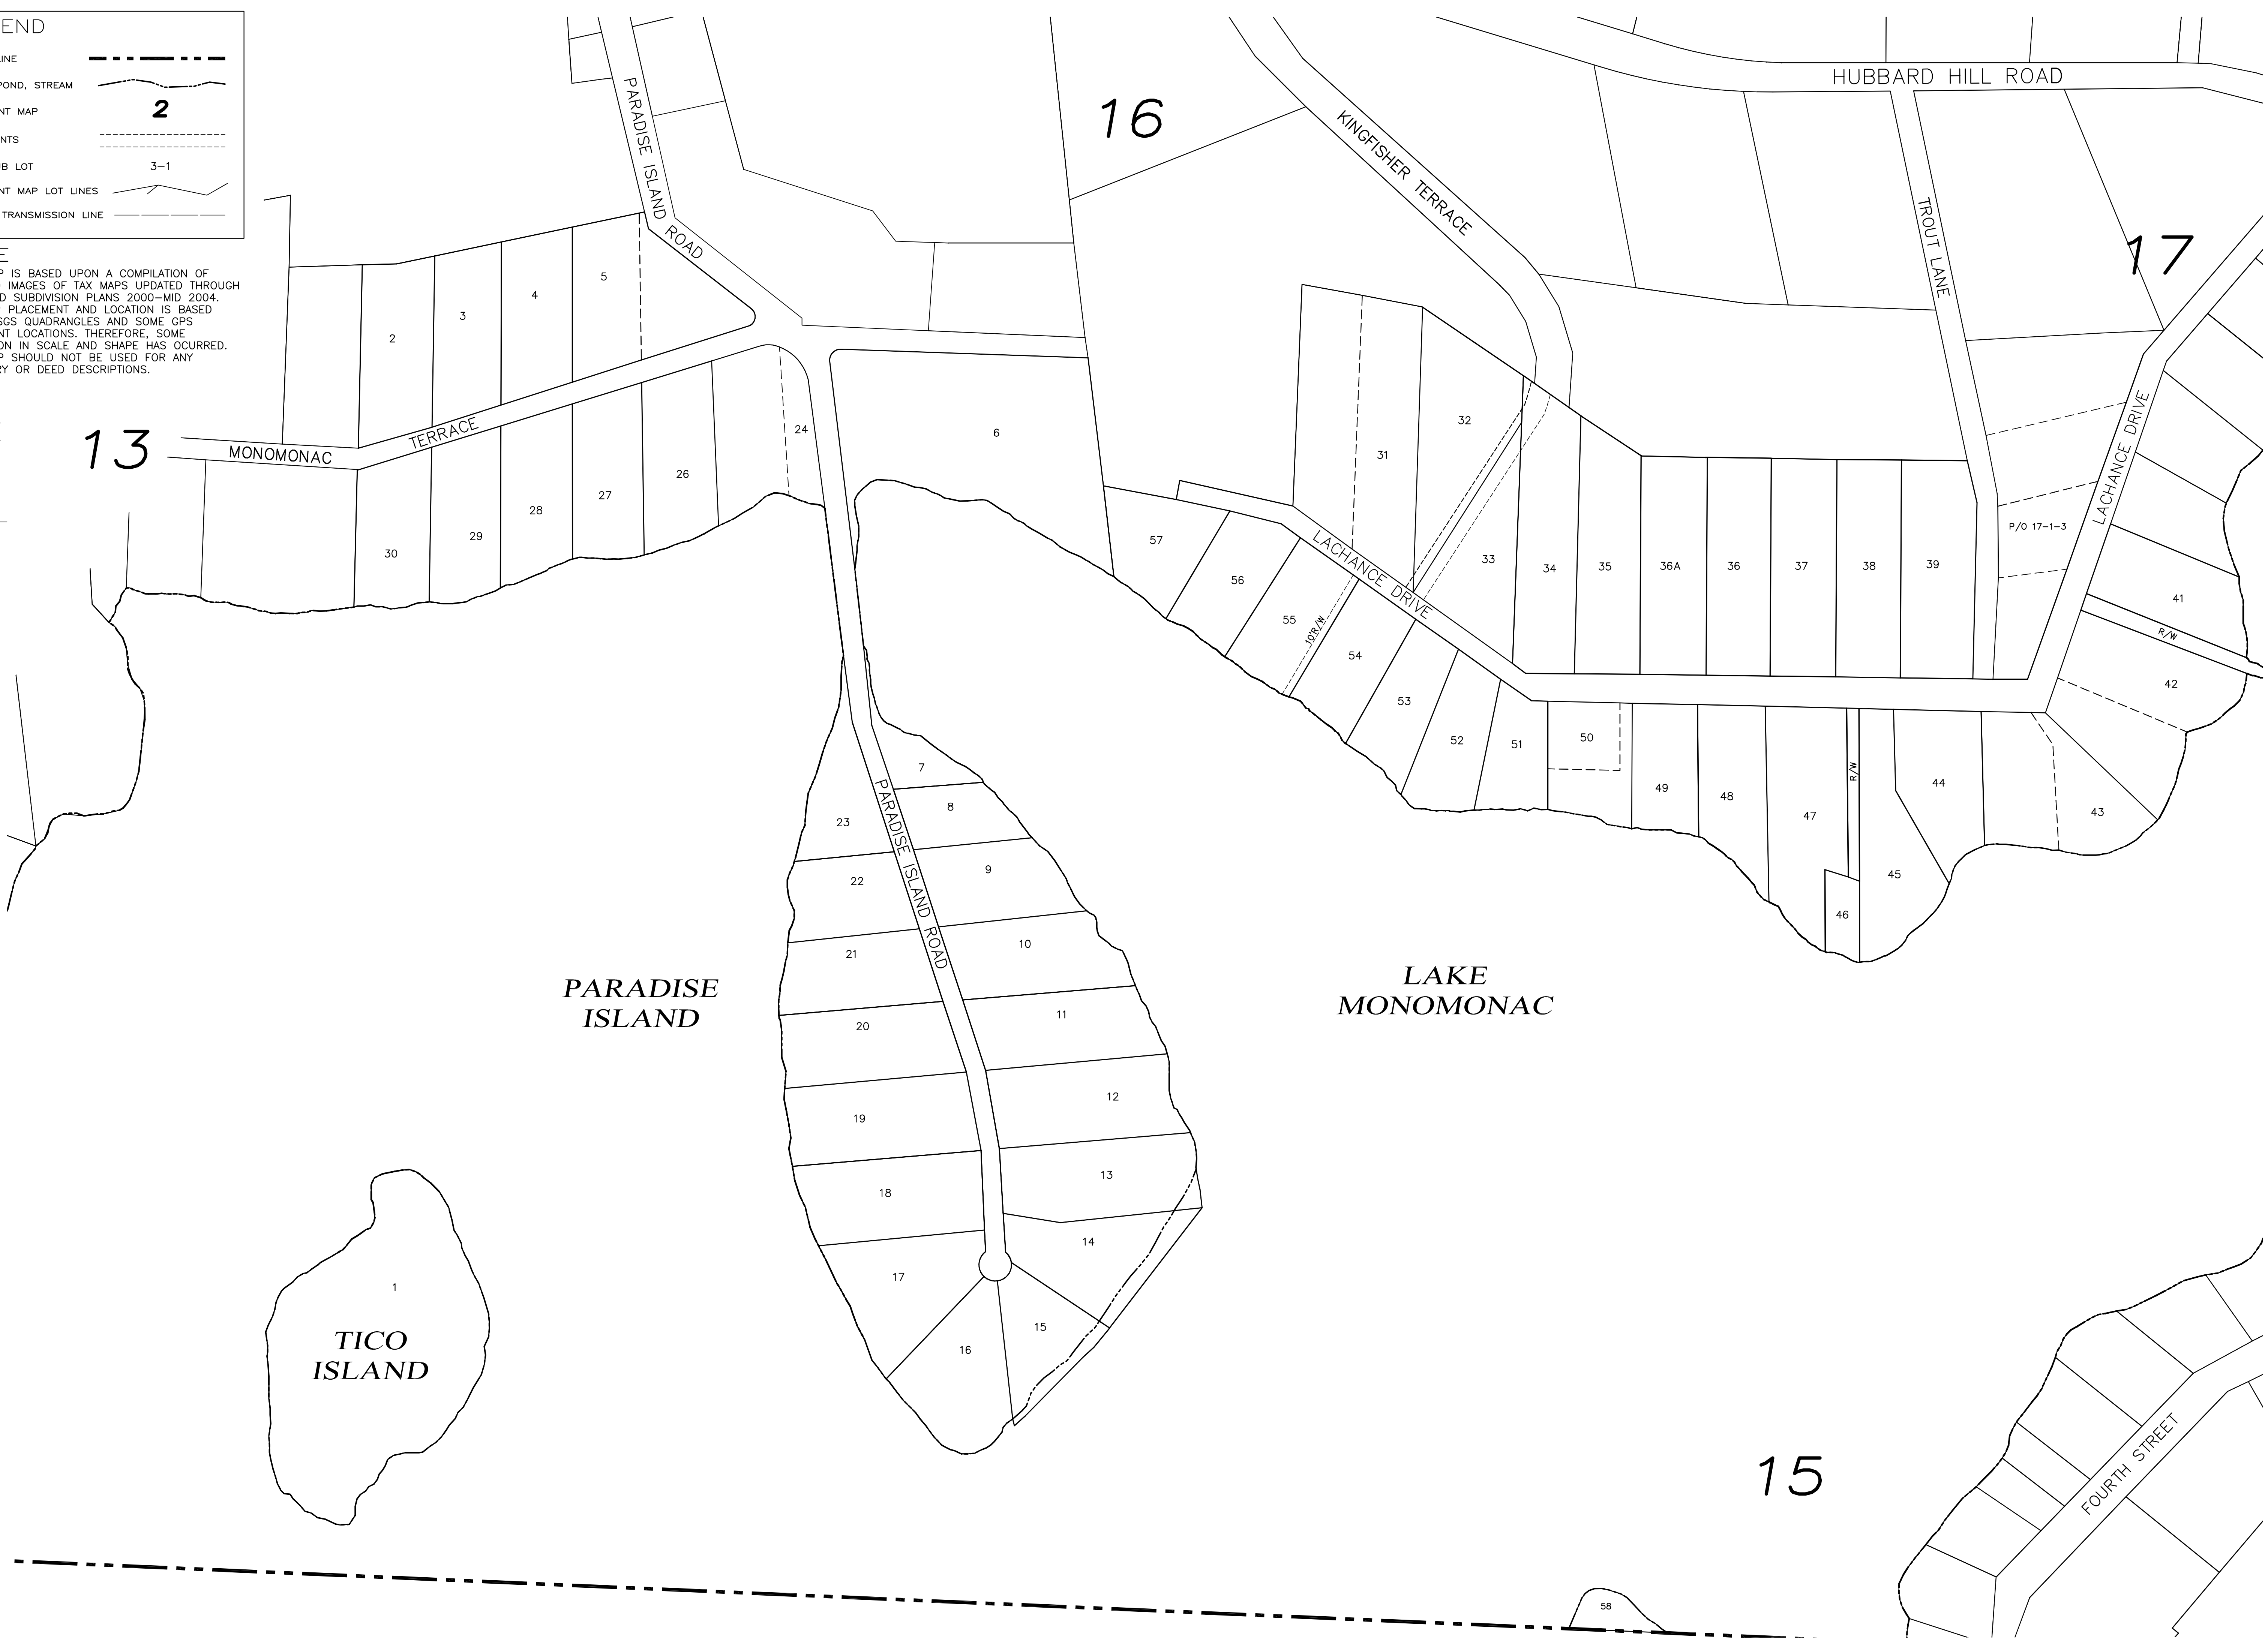 END
INE
POND, STREAM
NT MAP
2
NTS
B LOT
3-1
NT MAP LOT LINES
TRANSMISSION LINE
E
P IS BASED UPON A COMPILATION OF
IMAGES OF TAX MAPS UPDATED THROUGH
D SUBDIVISION PLANS 2000-MID 2004.
PLACEMENT AND LOCATION IS BASED
SGS QUADRANGLES AND SOME GPS
NT LOCATIONS. THEREFORE, SOME
ON IN SCALE AND SHAPE HAS OCURRED.
P SHOULD NOT BE USED FOR ANY
RY OR DEED DESCRIPTIONS.
PARADISE ISLAND ROAD
16
KINGFISHER TERRACE
HUBBARD HILL ROAD
TROUT LANE
17
LACHANCE DRIVE
13
MONOMONAC TERRACE
2
3
4
5
24
6
26
27
28
29
30
31
32
33
34
35
36A
36
37
38
39
P/O 17-1-3
41
R/W
42
57
56
55
10'R/W
54
LACHANCE DRIVE
53
52
51
50
49
48
47
R/W
46
45
44
43
7
8
23
PARADISE ISLAND ROAD
9
22
10
21
11
20
12
19
13
18
14
17
15
16
PARADISE
ISLAND
LAKE
MONOMONAC
1
TICO
ISLAND
15
FOURTH STREET
58